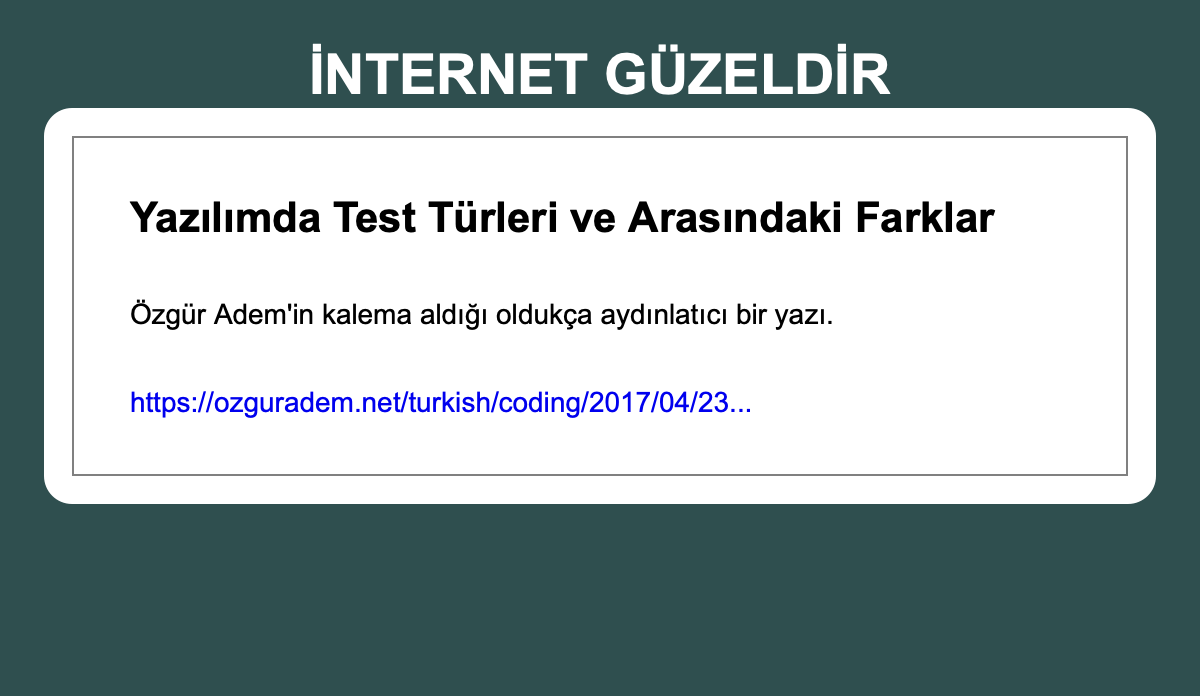 İNTERNET GÜZELDİR
Yazılımda Test Türleri ve Arasındaki Farklar
Özgür Adem'in kalema aldığı oldukça aydınlatıcı bir yazı.
https://ozguradem.net/turkish/coding/2017/04/23...